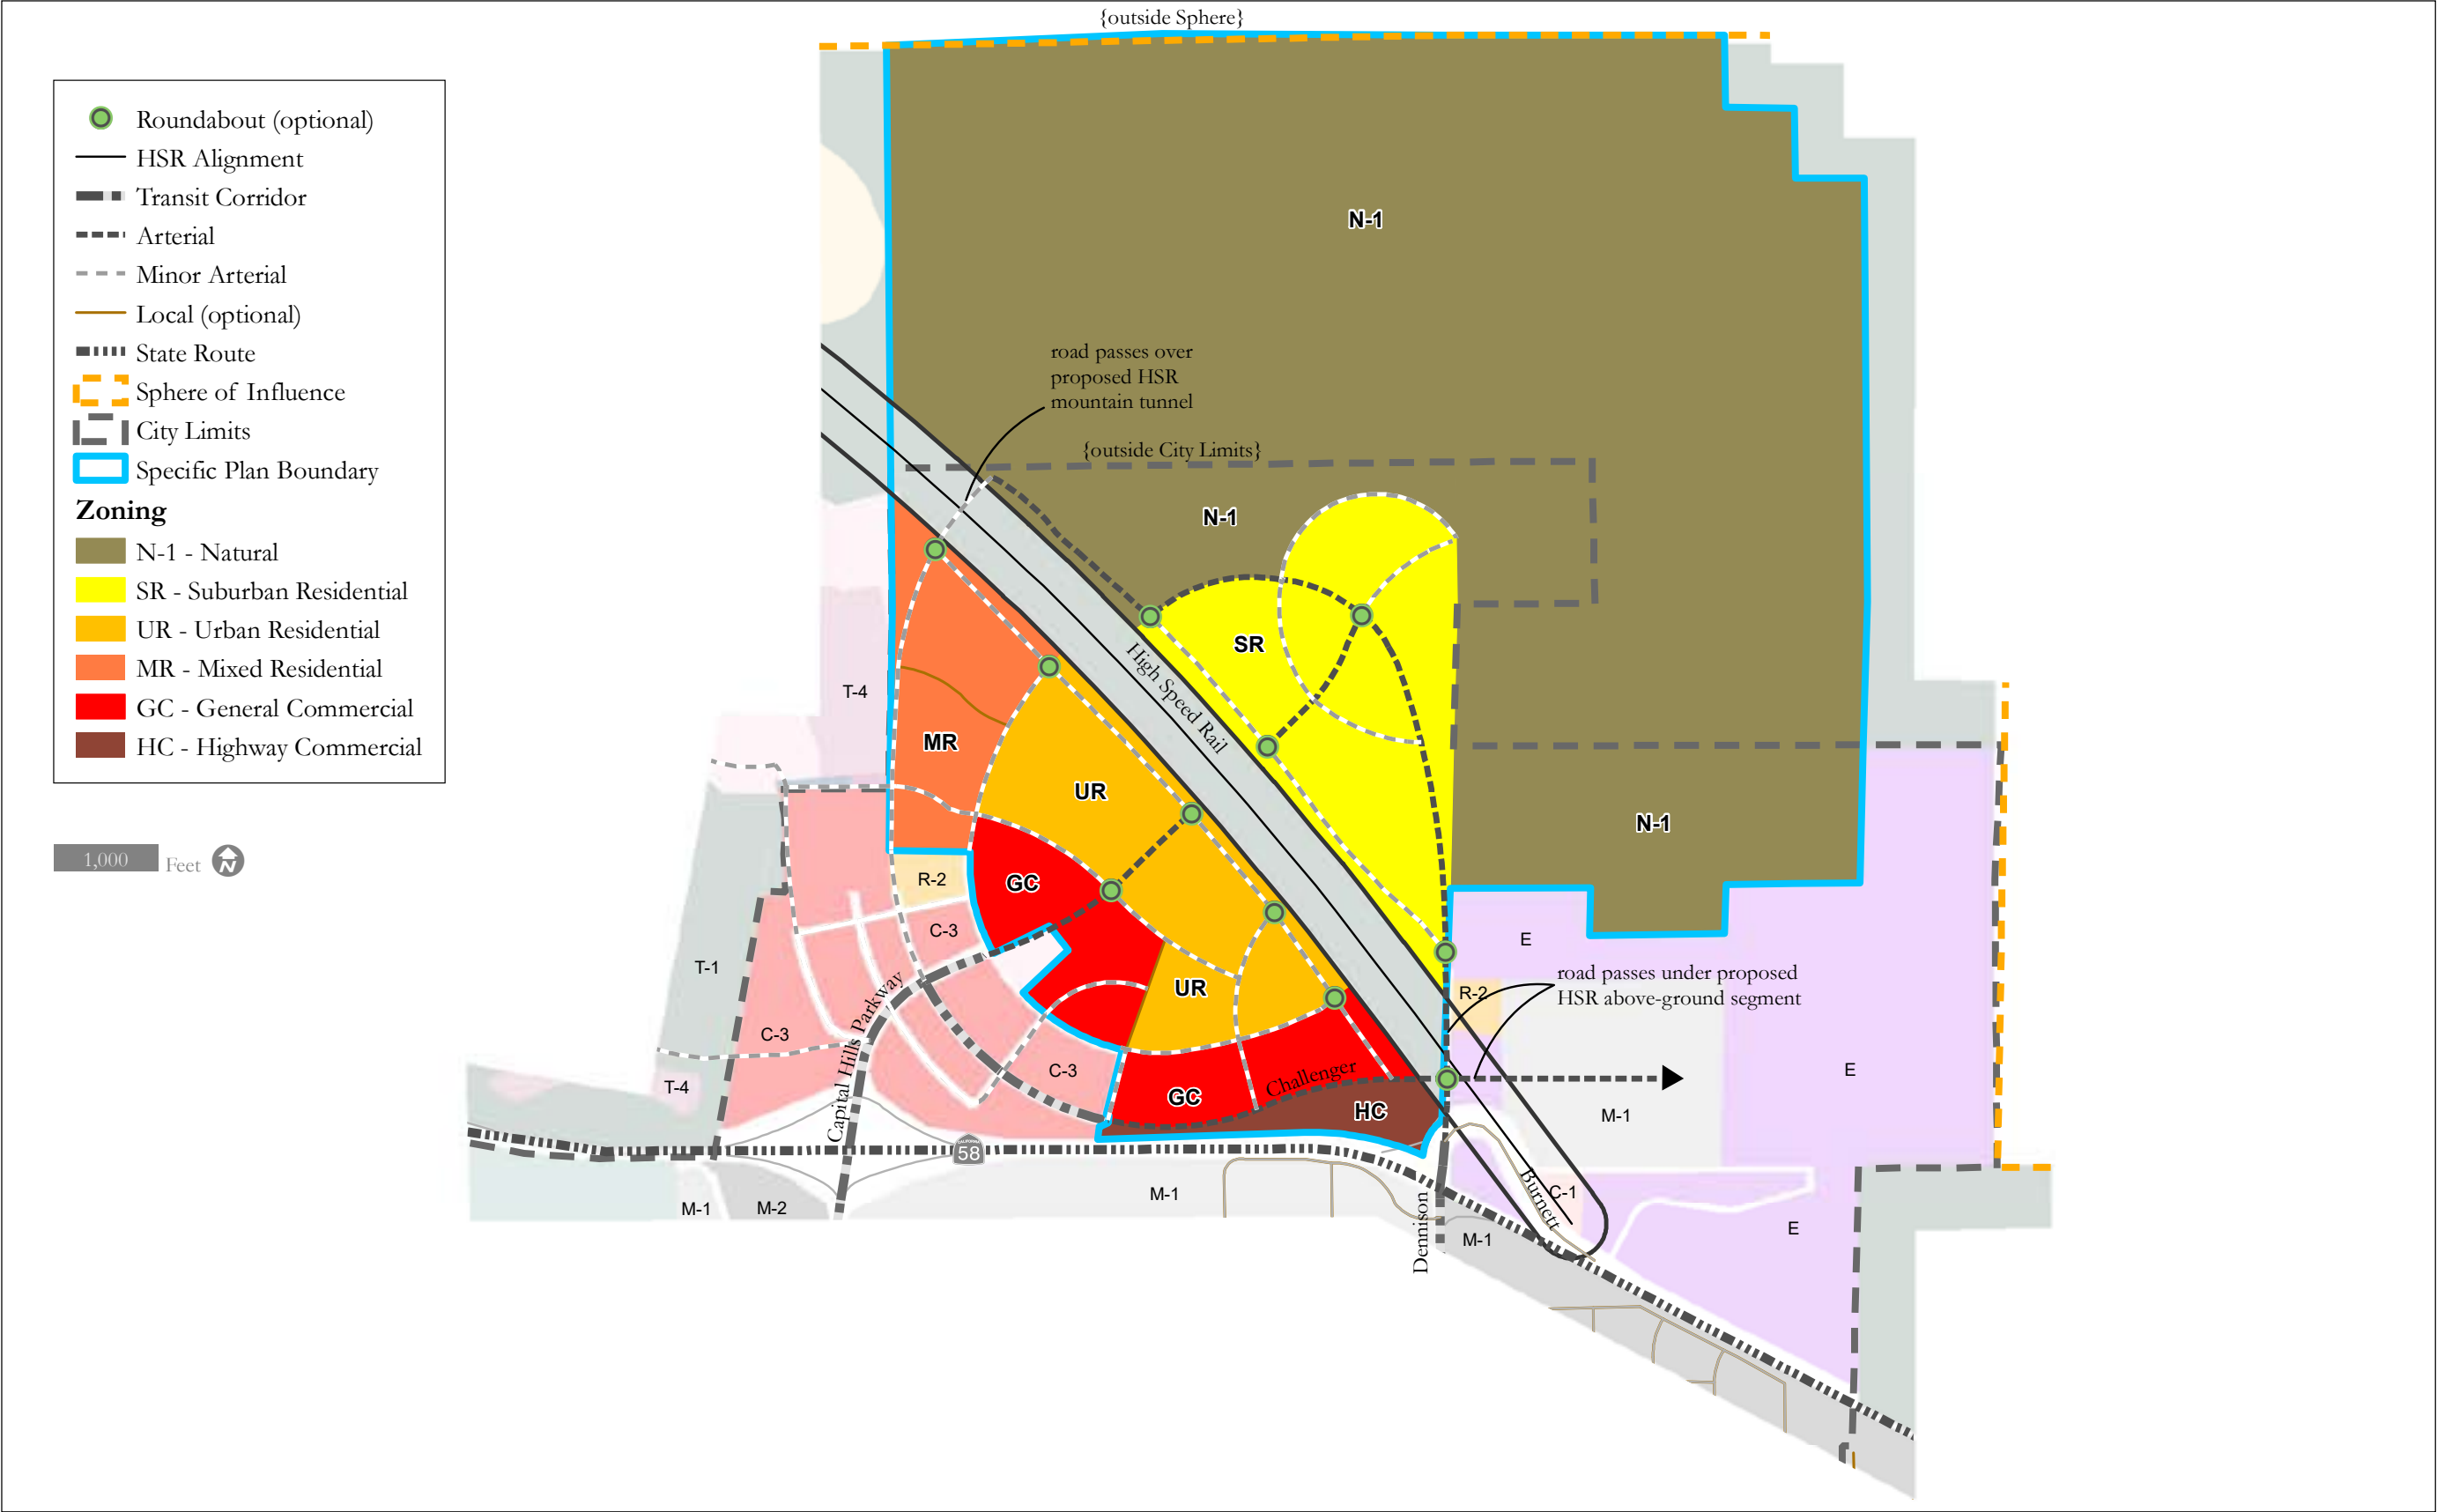 {outside Sphere}
Roundabout (optional)
HSR Alignment
Transit Corridor
Arterial
Minor Arterial
Local (optional)
State Route
Sphere of Influence
City Limits
Specific Plan Boundary
Zoning
N-1 - Natural
SR - Suburban Residential
UR - Urban Residential
MR - Mixed Residential
GC - General Commercial
HC - Highway Commercial
1,000 Feet N
N-1
road passes over
proposed HSR
mountain tunnel
{outside City Limits}
N-1
SR
High Speed Rail
T-4
MR
UR
N-1
GC
R-2
C-3
E
T-1
UR
R-2
road passes under proposed
HSR above-ground segment
C-3
Capital Hills Parkway
C-3
Challenger
E
T-4
GC
HC
M-1
CALIFORNIA
58
M-1
M-2
M-1
Dennison
M-1
Burnett
C-1
E